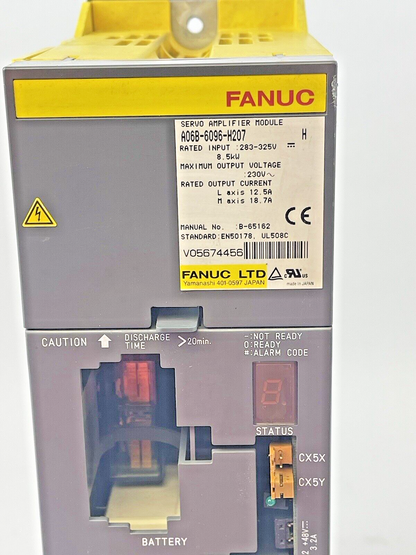 FANUC
SERVO AMPLIFIER MODULE
A06B-6096-H207 H
RATED INPUT :283-325V ⎓
8.5kW
MAXIMUM OUTPUT VOLTAGE
:230V~
RATED OUTPUT CURRENT
L axis 12.5A
M axis 18.7A
MANUAL No. :B-65162
STANDARD:EN50178, UL508C
CE
V05674456
FANUC LTD
Yamanashi 401-0597 JAPAN
c UL us
made in JAPAN
CAUTION DISCHARGE TIME >20min.
-:NOT READY
0:READY
#:ALARM CODE
8.
STATUS
CX5X
CX5Y
BATTERY
+48V⎓
3.2A